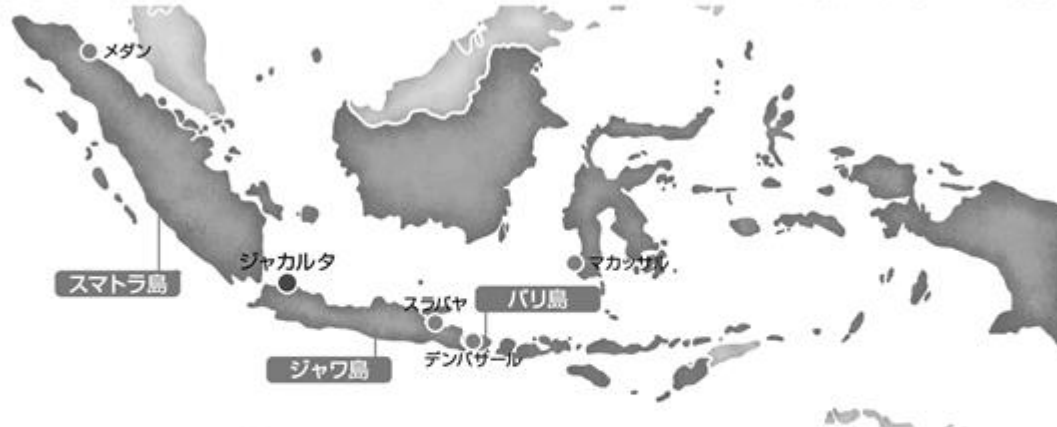 メダン
スマトラ島
ジャカルタ
マカッサル
スラバヤ
バリ島
デンパサール
ジャワ島